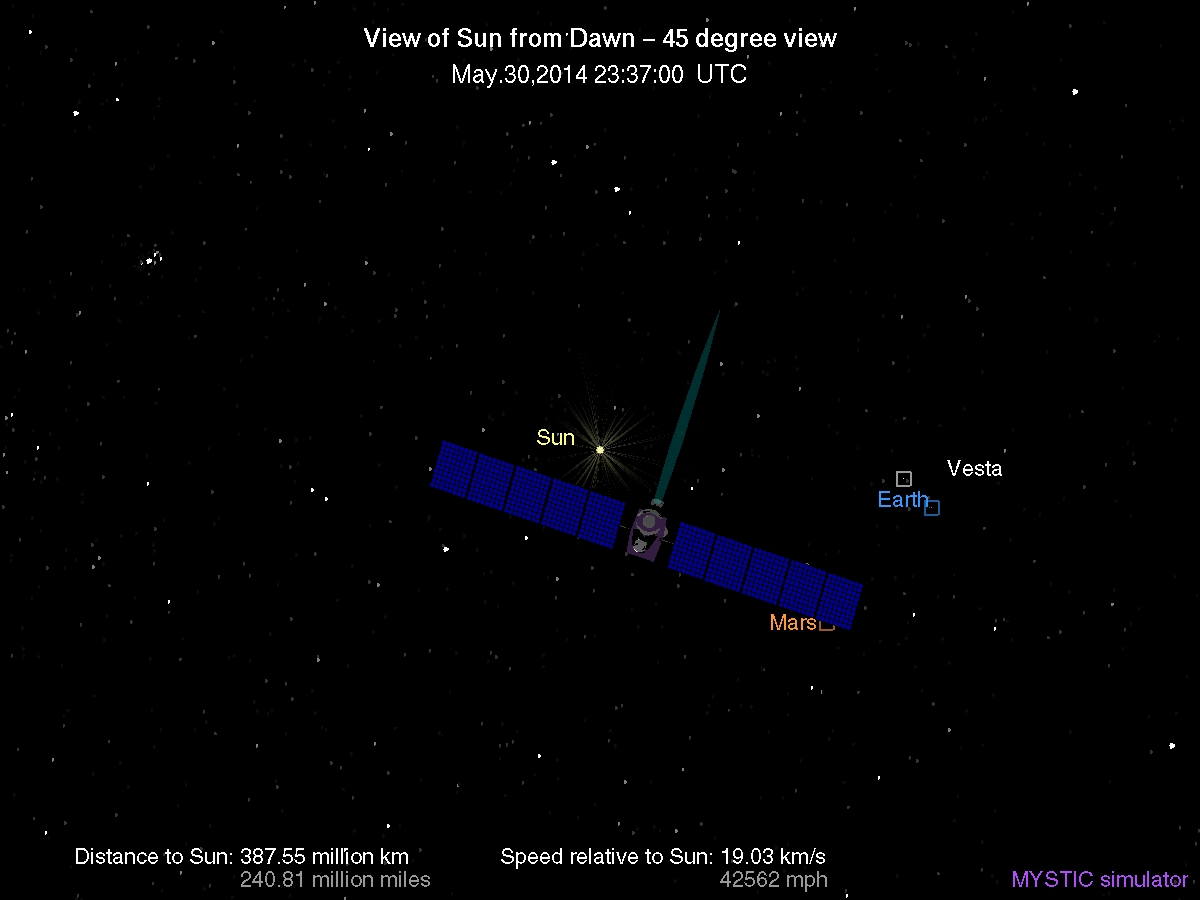 View of Sun from Dawn – 45 degree view
May.30,2014 23:37:00 UTC
Sun
Vesta
Earth
Mars
Distance to Sun: 387.55 million km
240.81 million miles
Speed relative to Sun: 19.03 km/s
42562 mph
MYSTIC simulator